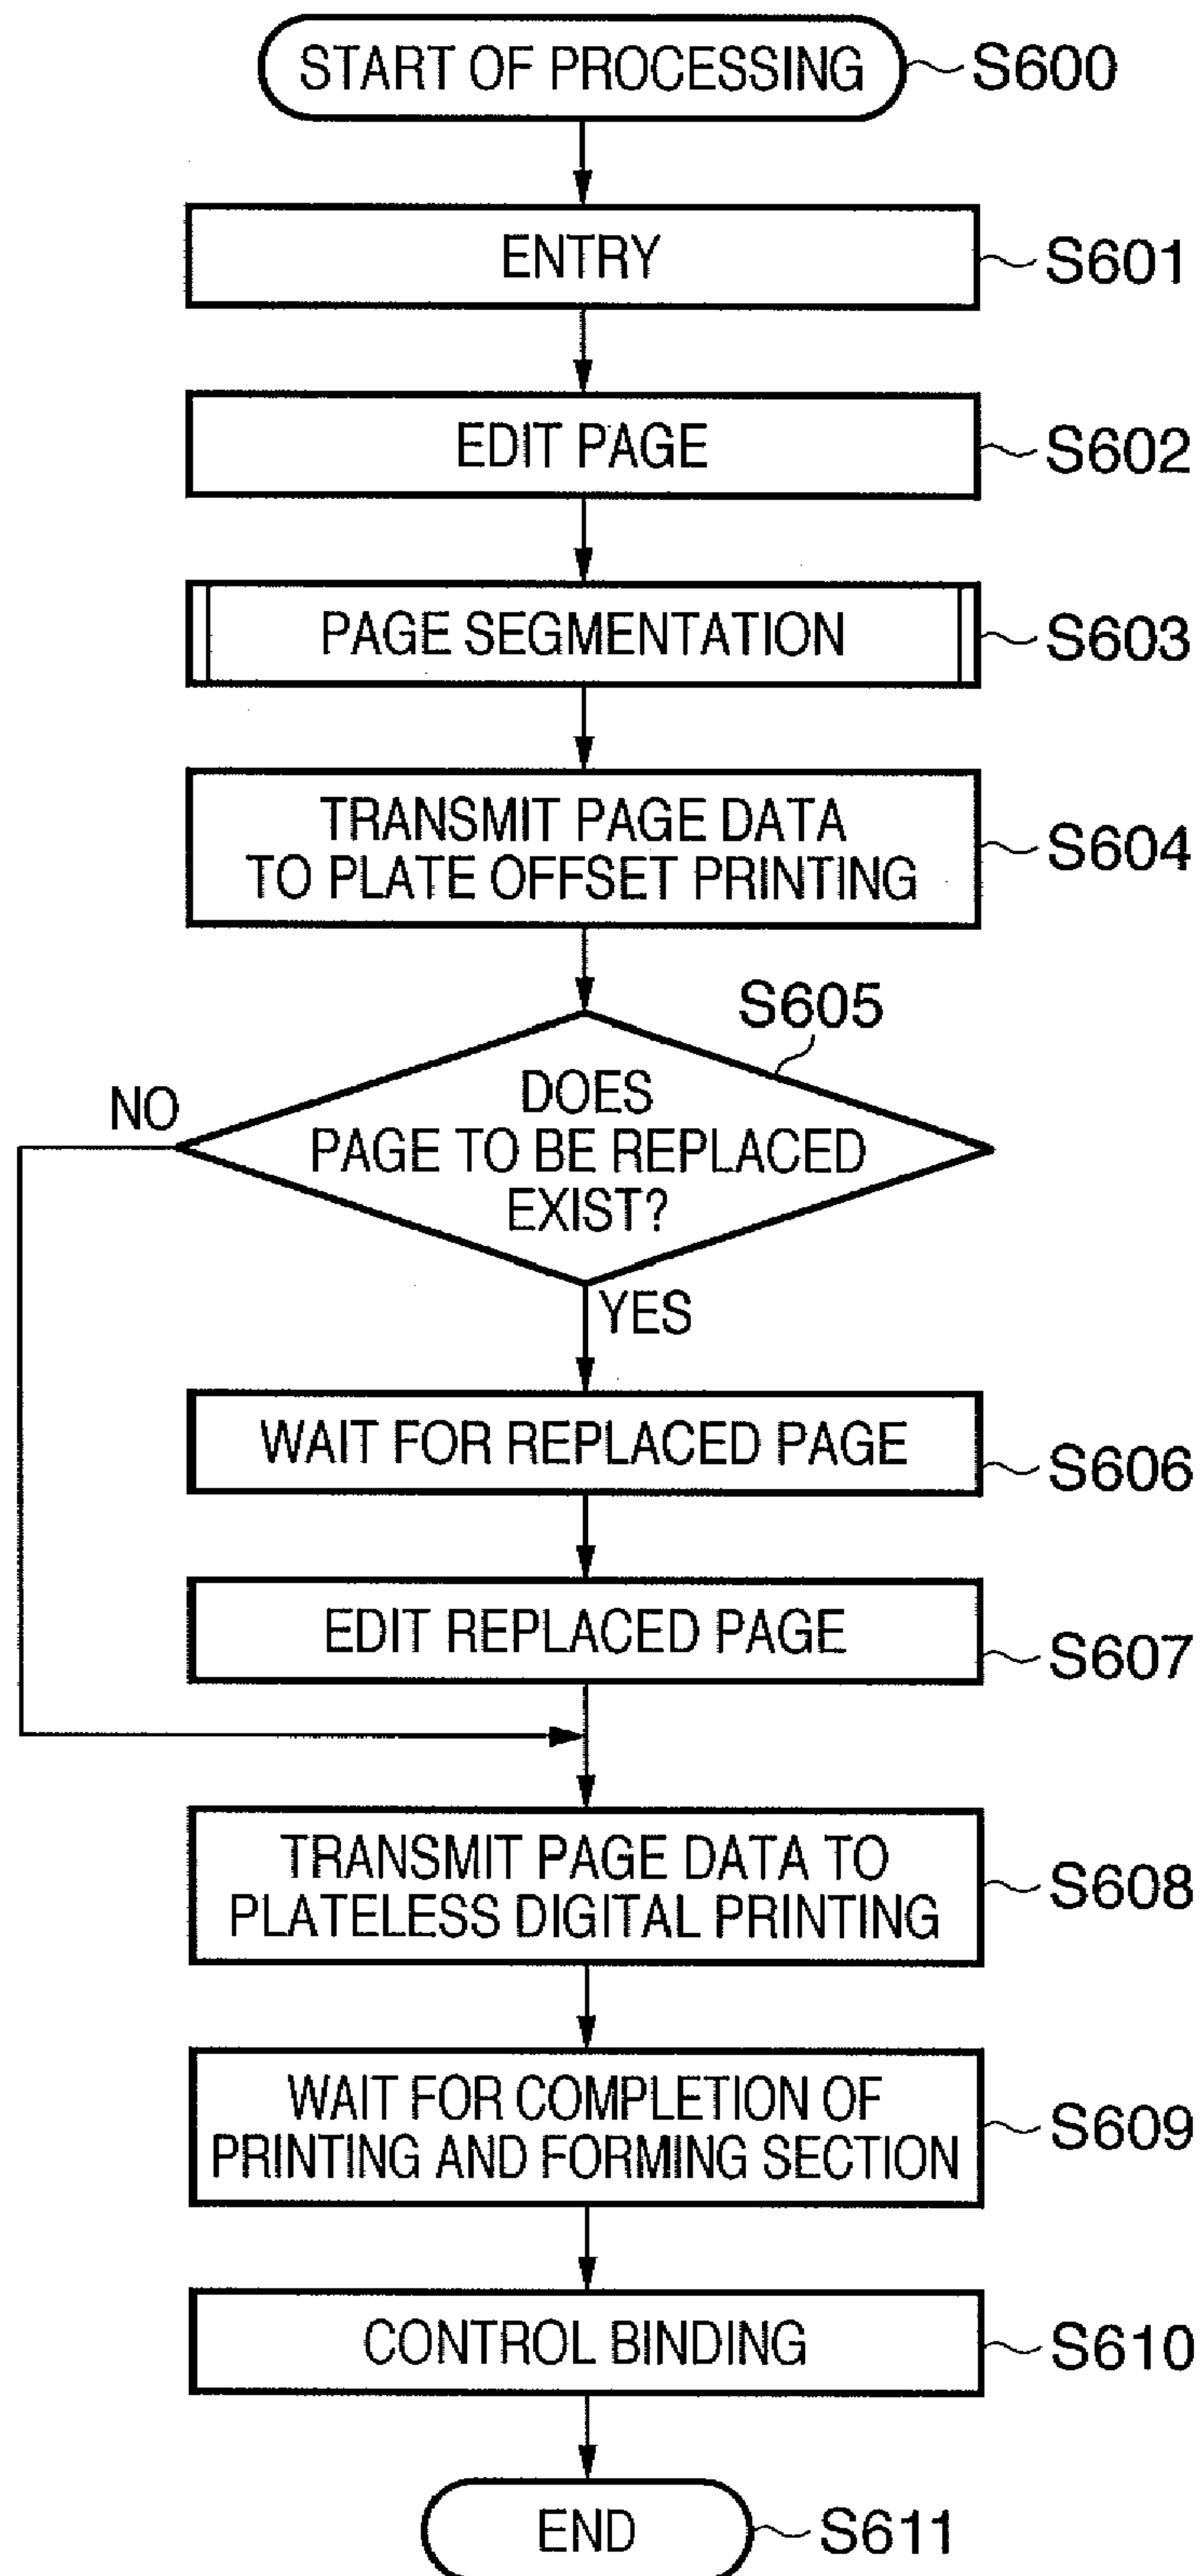 START OF PROCESSING
S600
ENTRY
S601
EDIT PAGE
S602
PAGE SEGMENTATION
S603
TRANSMIT PAGE DATA
TO PLATE OFFSET PRINTING
S604
S605
DOES
PAGE TO BE REPLACED
EXIST?
NO
YES
WAIT FOR REPLACED PAGE
S606
EDIT REPLACED PAGE
S607
TRANSMIT PAGE DATA TO
PLATELESS DIGITAL PRINTING
S608
WAIT FOR COMPLETION OF
PRINTING AND FORMING SECTION
S609
CONTROL BINDING
S610
END
S611